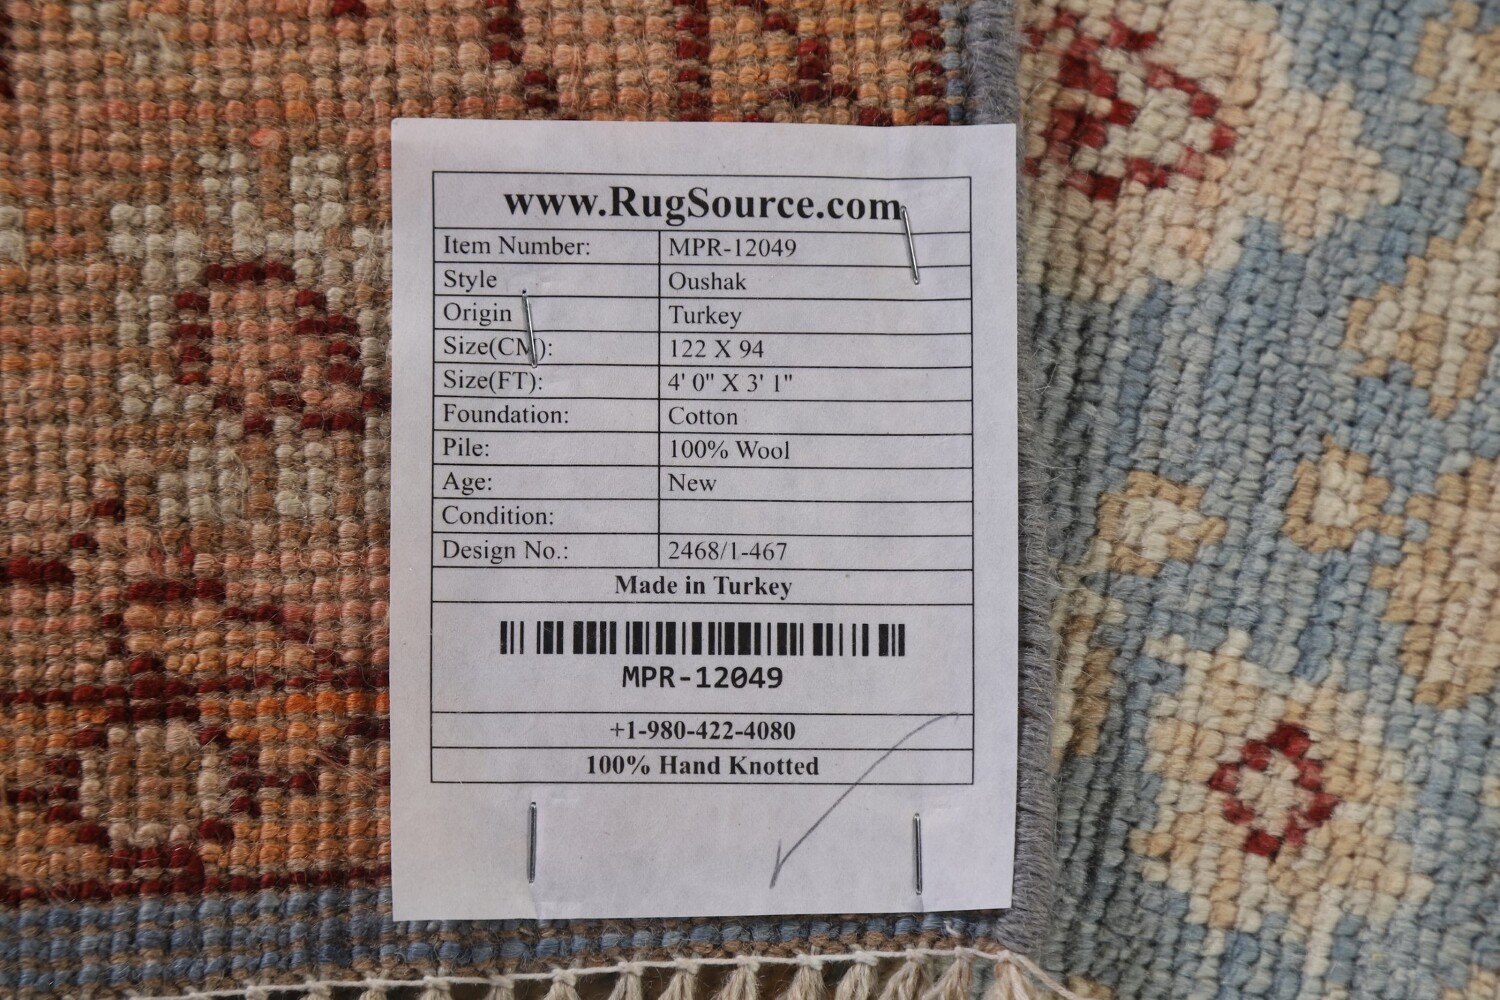 www.RugSource.com
Item Number: MPR-12049
Style Oushak
Origin Turkey
Size(CM): 122 X 94
Size(FT): 4' 0" X 3' 1"
Foundation: Cotton
Pile: 100% Wool
Age: New
Condition:
Design No.: 2468/1-467
Made in Turkey
MPR-12049
+1-980-422-4080
100% Hand Knotted